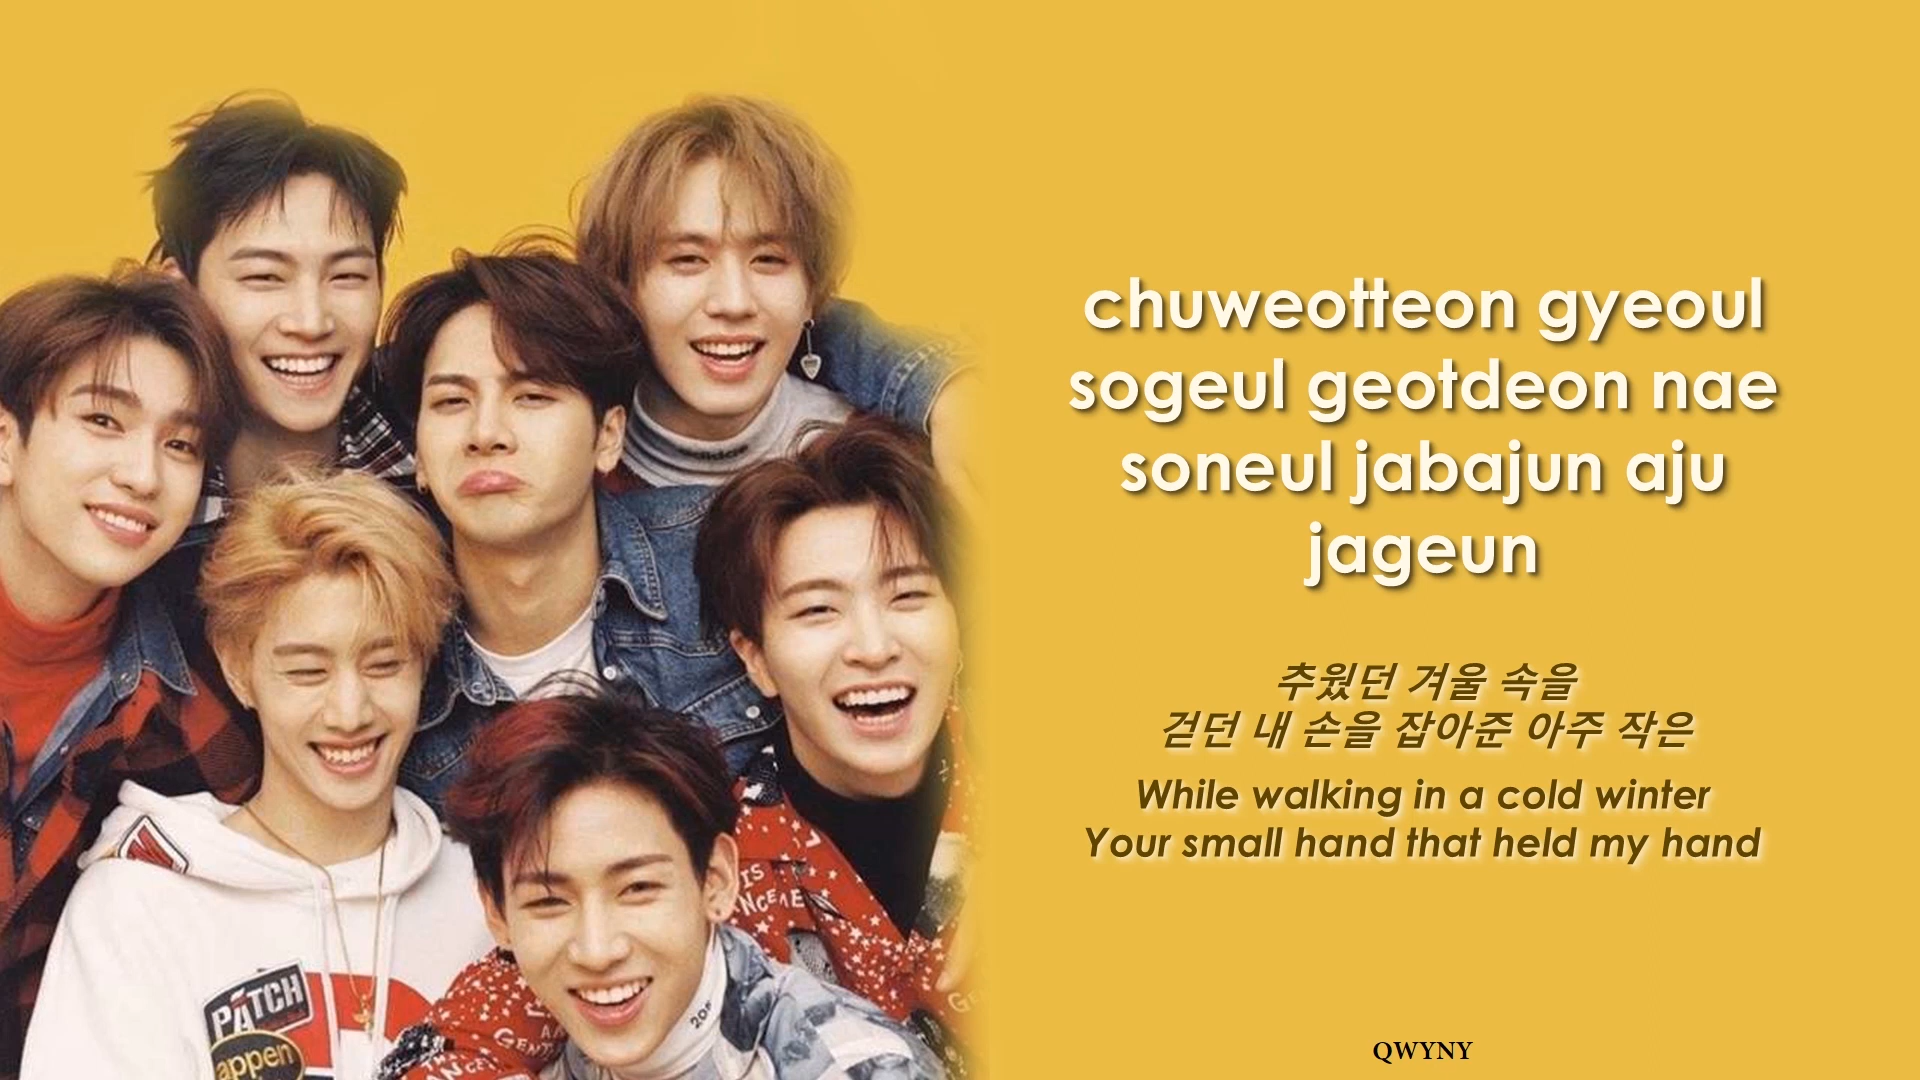 chuweotteon gyeoul
sogeul geotdeon nae
soneul jabajun aju
jageun
추웠던 겨울 속을
걷던 내 손을 잡아준 아주 작은
While walking in a cold winter
Your small hand that held my hand
QWYNY
PATCH
appen